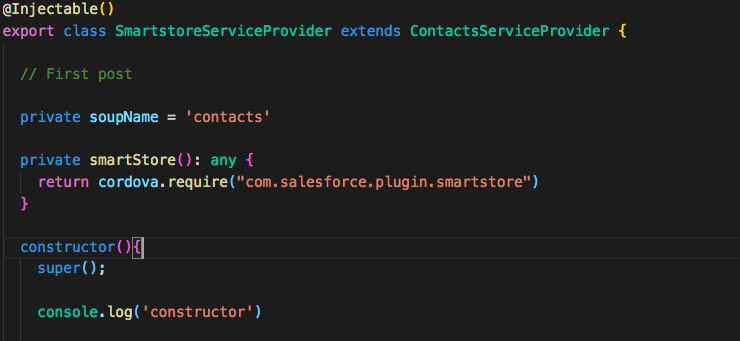 @Injectable()
export class SmartstoreServiceProvider extends ContactsServiceProvider {
// First post
private soupName = 'contacts'
private smartStore(): any {
return cordova.require("com.salesforce.plugin.smartstore")
}
constructor(){
super();
console.log('constructor')